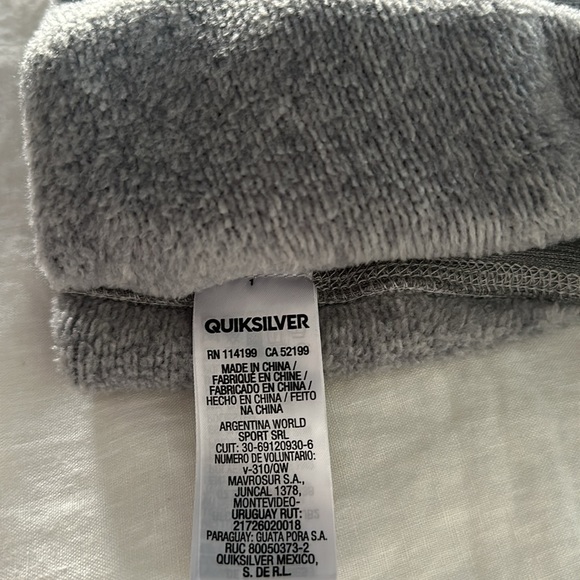 1
QUIKSILVER
RN 114199 CA 52199
MADE IN CHINA /
FABRIQUÉ EN CHINE /
FABRICADO EN CHINA /
HECHO EN CHINA / FEITO
NA CHINA
ARGENTINA WORLD
SPORT SRL
CUIT: 30-69120930-6
NUMERO DE VOLUNTARIO:
v-310/QW
MAVROSUR S.A.,
JUNCAL 1378,
MONTEVIDEO-
URUGUAY RUT:
21726020018
PARAGUAY: GUATA PORA S.A.
RUC 80050373-2
QUIKSILVER MEXICO,
S. DE R.L.